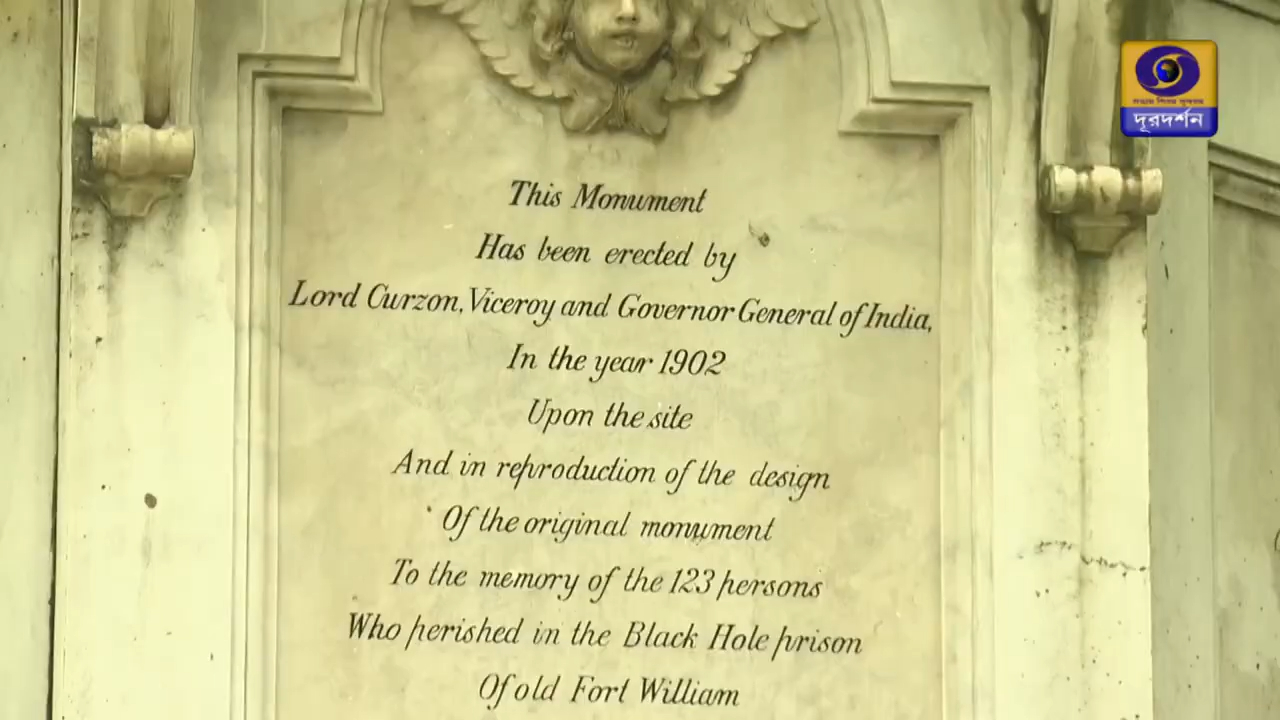 দূরদর্শন
This Monument
Has been erected by
Lord Curzon, Viceroy and Governor General of India,
In the year 1902
Upon the site
And in reproduction of the design
Of the original monument
To the memory of the 123 persons
Who perished in the Black Hole prison
Of old Fort William